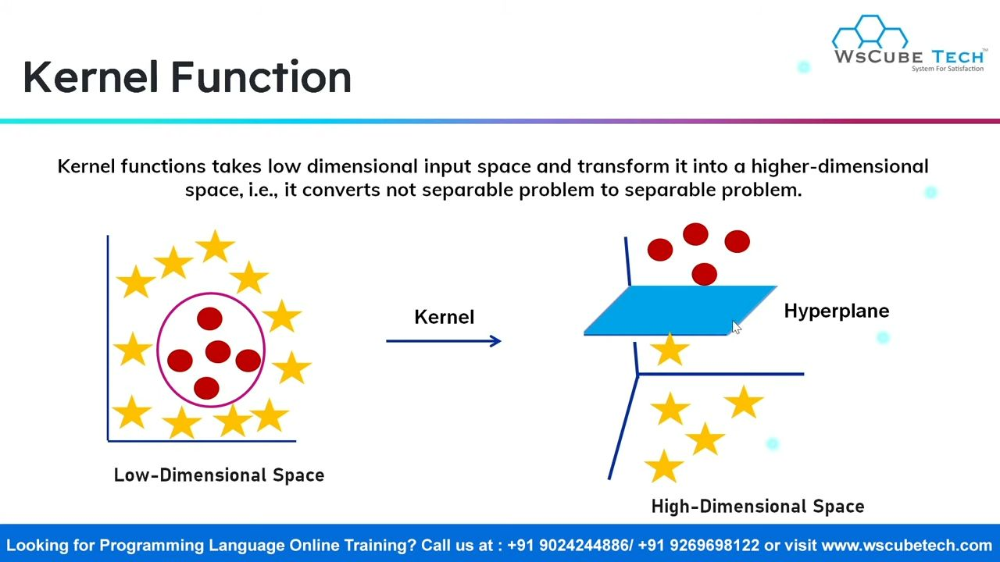 WsCube Tech™
System For Satisfaction
Kernel Function
Kernel functions takes low dimensional input space and transform it into a higher-dimensional
space, i.e., it converts not separable problem to separable problem.
Kernel
Hyperplane
Low-Dimensional Space
High-Dimensional Space
Looking for Programming Language Online Training? Call us at : +91 9024244886/ +91 9269698122 or visit www.wscubetech.com